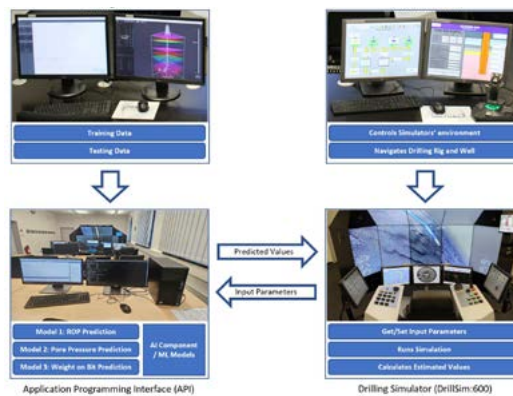 Training Data
Testing Data
Controls Simulators' environment
Navigates Drilling Rig and Well
Predicted Values
Input Parameters
Model 1: ROP Prediction
Model 2: Pore Pressure Prediction
Model 3: Weight on Bit Prediction
AI Component
/ ML Models
Get/Set Input Parameters
Runs Simulation
Calculates Estimated Values
Application Programming Interface (API)
Drilling Simulator (DrillSim:600)